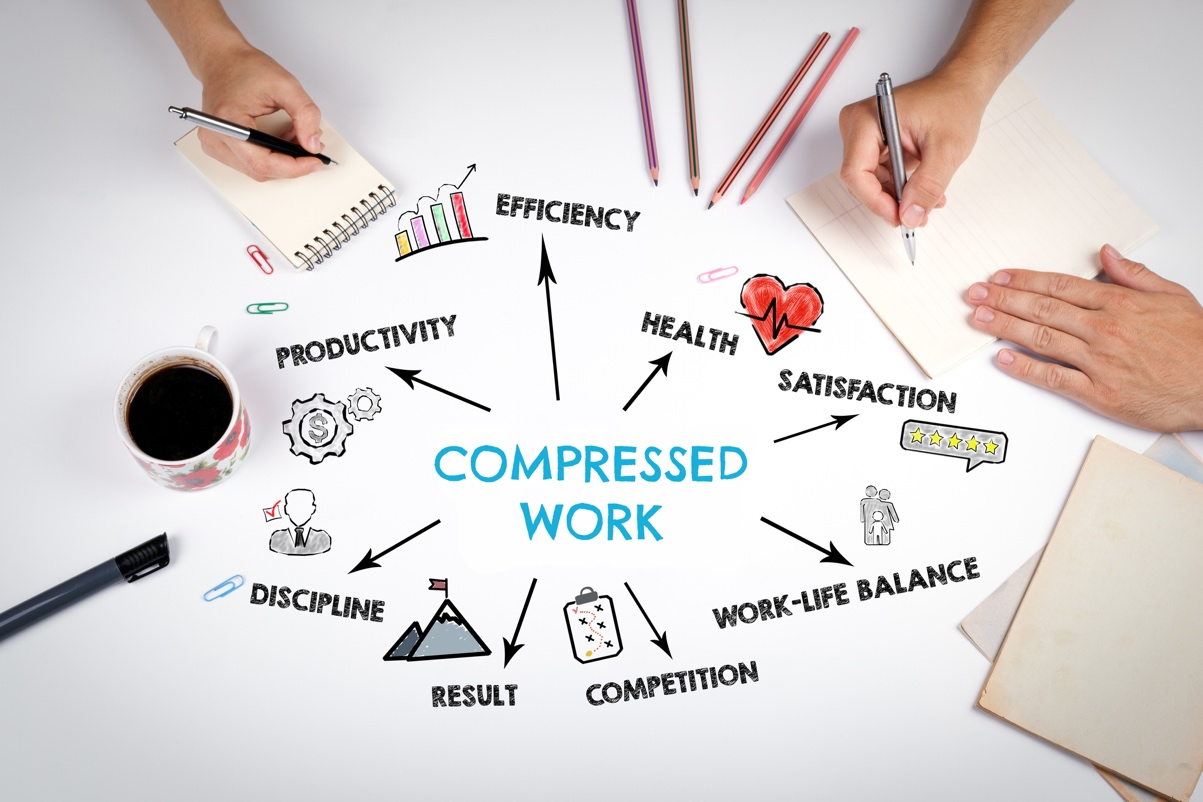 EFFICIENCY
PRODUCTIVITY
HEALTH
SATISFACTION
$
COMPRESSED
WORK
DISCIPLINE
WORK-LIFE BALANCE
RESULT
COMPETITION